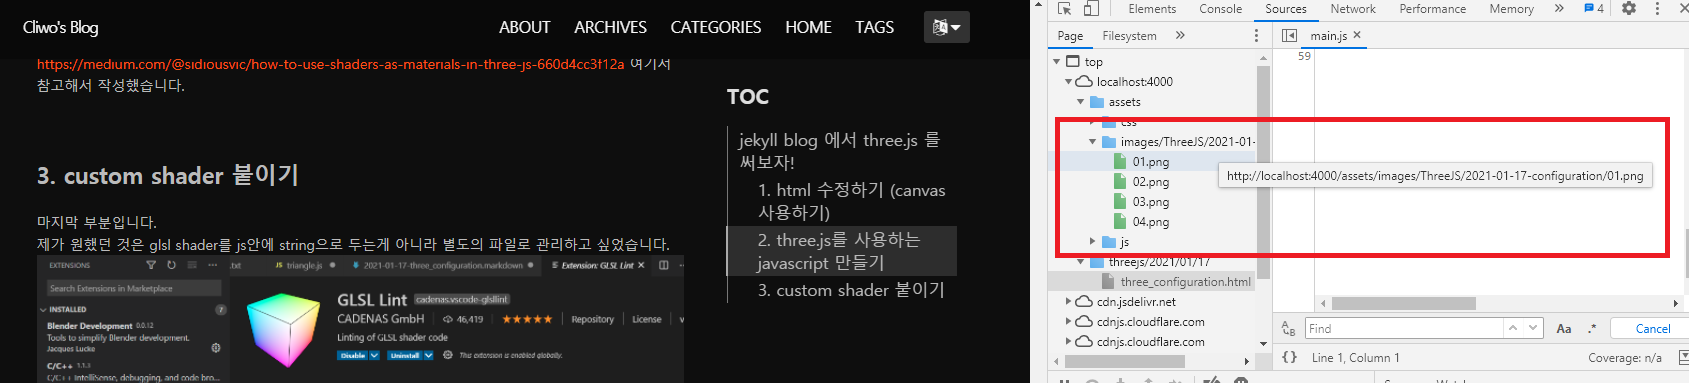 Cliwo's Blog
ABOUT ARCHIVES CATEGORIES HOME TAGS
https://medium.com/@sidiousvic/how-to-use-shaders-as-materials-in-three-js-660d4cc3f12a 여기서
참고해서 작성했습니다.
3. custom shader 붙이기
마지막 부분입니다.
제가 원했던 것은 glsl shader를 js안에 string으로 두는게 아니라 별도의 파일로 관리하고 싶었습니다.
EXTENSIONS
.txt
JS triangle.js
2021-01-17-three_configuration.markdown
Extension: GLSL Lint
Search Extensions in Marketplace
INSTALLED 7
Blender Development 0.0.12
Tools to simplify Blender development.
Jacques Lucke
C/C++ 1.1.3
C/C++ IntelliSense, debugging, and code bro...
GLSL Lint cadenas.vscode-glsllint
CADENAS GmbH | 46,419 | ★★★★★ | Repository | License | v
Linting of GLSL shader code
Disable Uninstall This extension is enabled globally.
TOC
jekyll blog 에서 three.js 를
써보자!
1. html 수정하기 (canvas
사용하기)
2. three.js를 사용하는
javascript 만들기
3. custom shader 붙이기
Elements Console Sources Network Performance Memory » 4
Page Filesystem »
main.js ×
top
localhost:4000
assets
css
images/ThreeJS/2021-01-
01.png
02.png
03.png
04.png
js
threejs/2021/01/17
three_configuration.html
cdn.jsdelivr.net
cdnjs.cloudflare.com
cdnjs.cloudflare.com
59
http://localhost:4000/assets/images/ThreeJS/2021-01-17-configuration/01.png
Find
Aa .* Cancel
{} Line 1, Column 1
Coverage: n/a